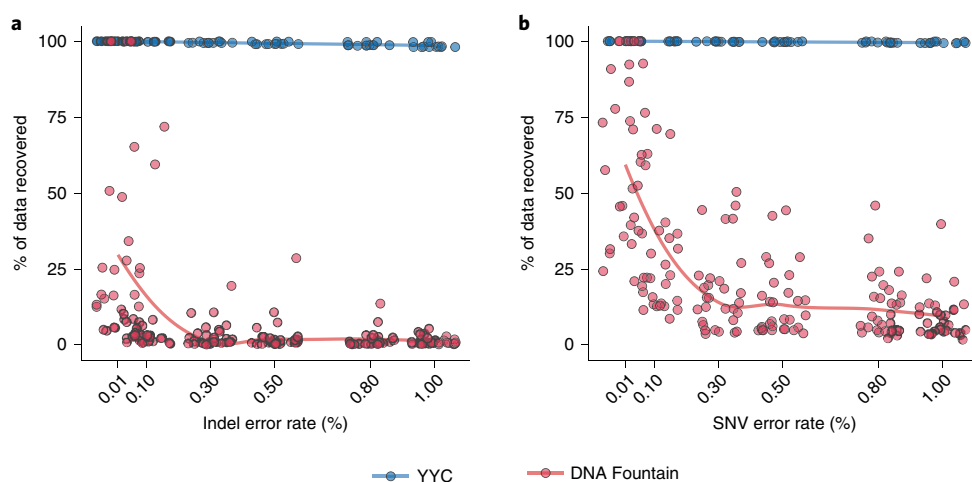 a
100
75
50
25
0
% of data recovered
0.01
0.10
0.30
0.50
0.80
1.00
Indel error rate (%)
b
100
75
50
25
0
% of data recovered
0.01
0.10
0.30
0.50
0.80
1.00
SNV error rate (%)
YYC
DNA Fountain